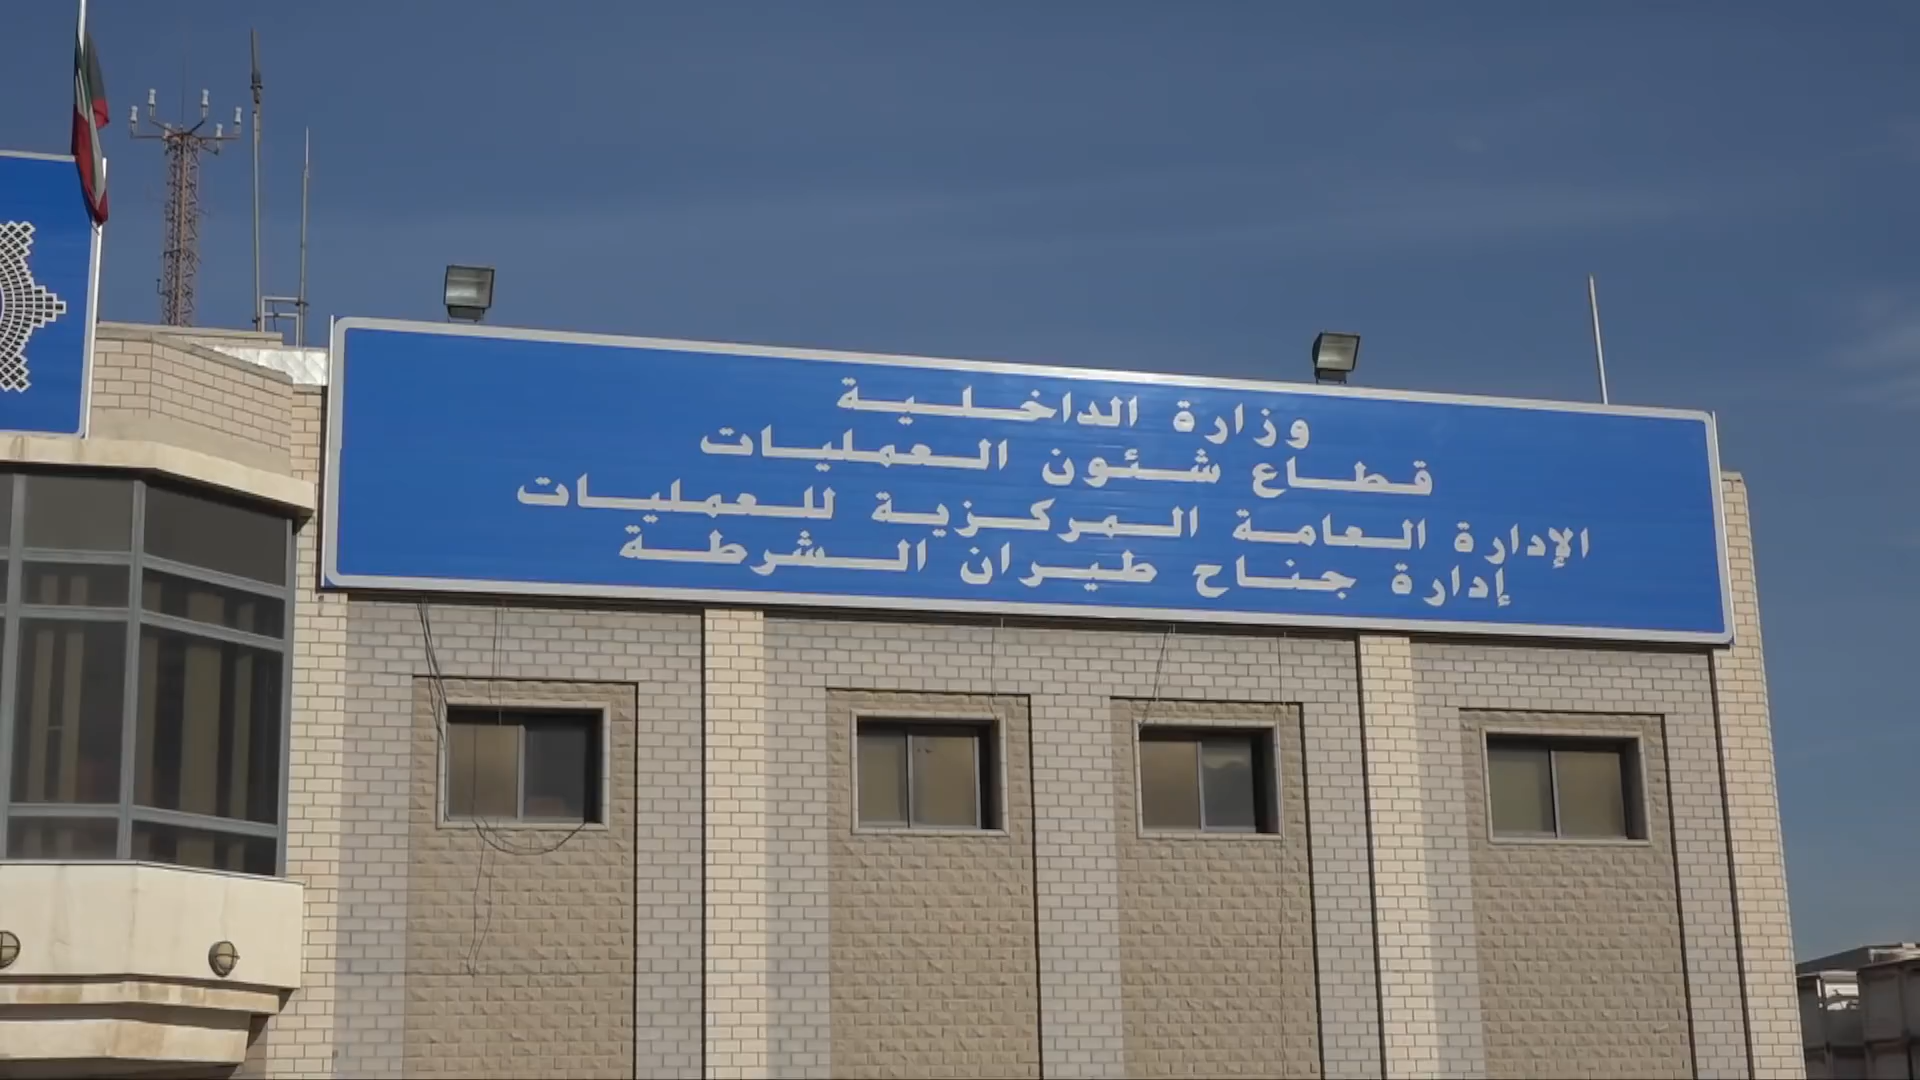 وزارة الداخلية
قطاع شئون العمليات
الإدارة العامة المركزية للعمليات
إدارة جناح طيران الشرطة